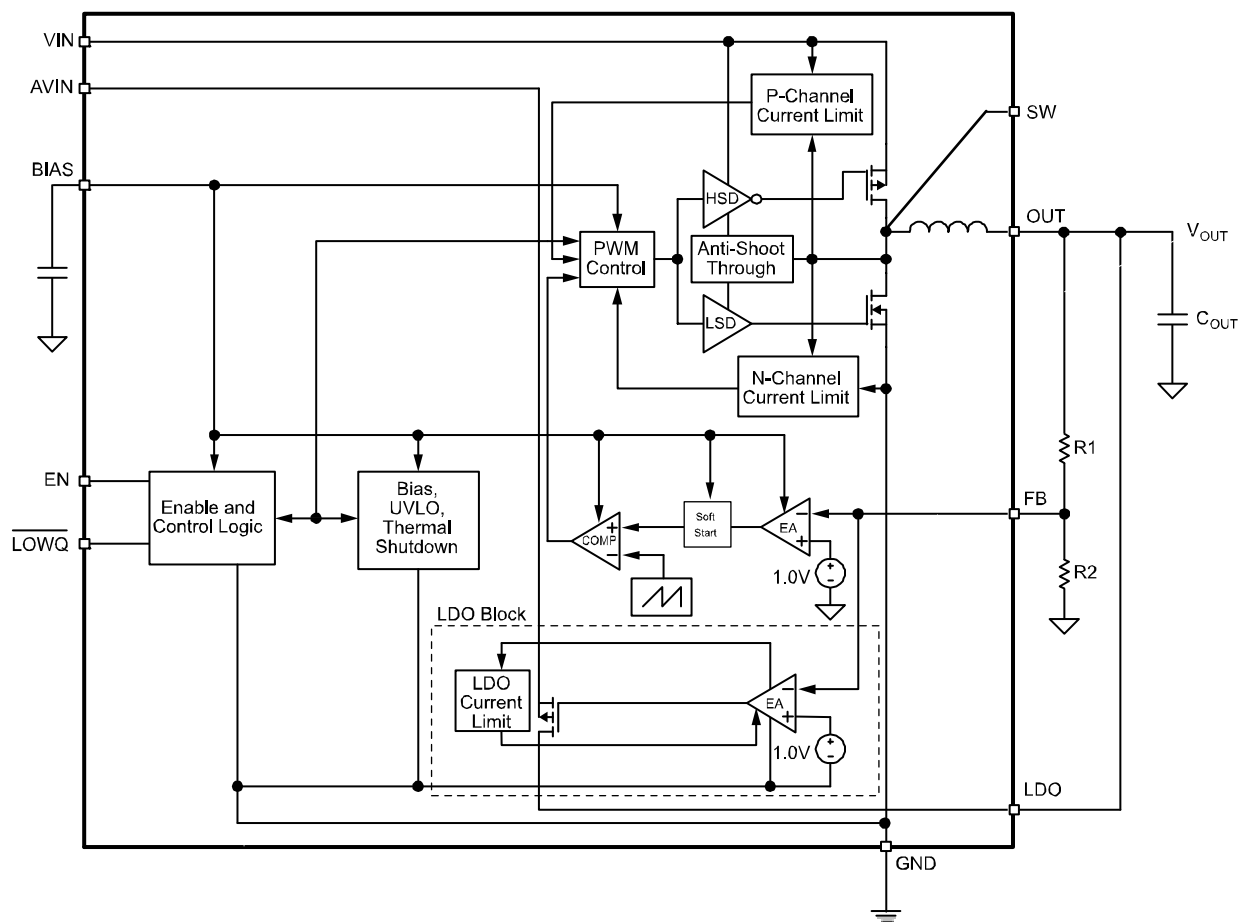 VIN
AVIN
P-Channel
Current Limit
SW
BIAS
HSD
OUT
VOUT
PWM
Control
Anti-Shoot
Through
LSD
COUT
N-Channel
Current Limit
R1
EN
Enable and
Control Logic
Bias,
UVLO,
Thermal
Shutdown
FB
LOWQ
+
COMP
−
Soft
Start
−
EA
+
1.0V
+
−
R2
LDO Block
LDO
Current
Limit
−
EA
+
1.0V
+
−
LDO
GND